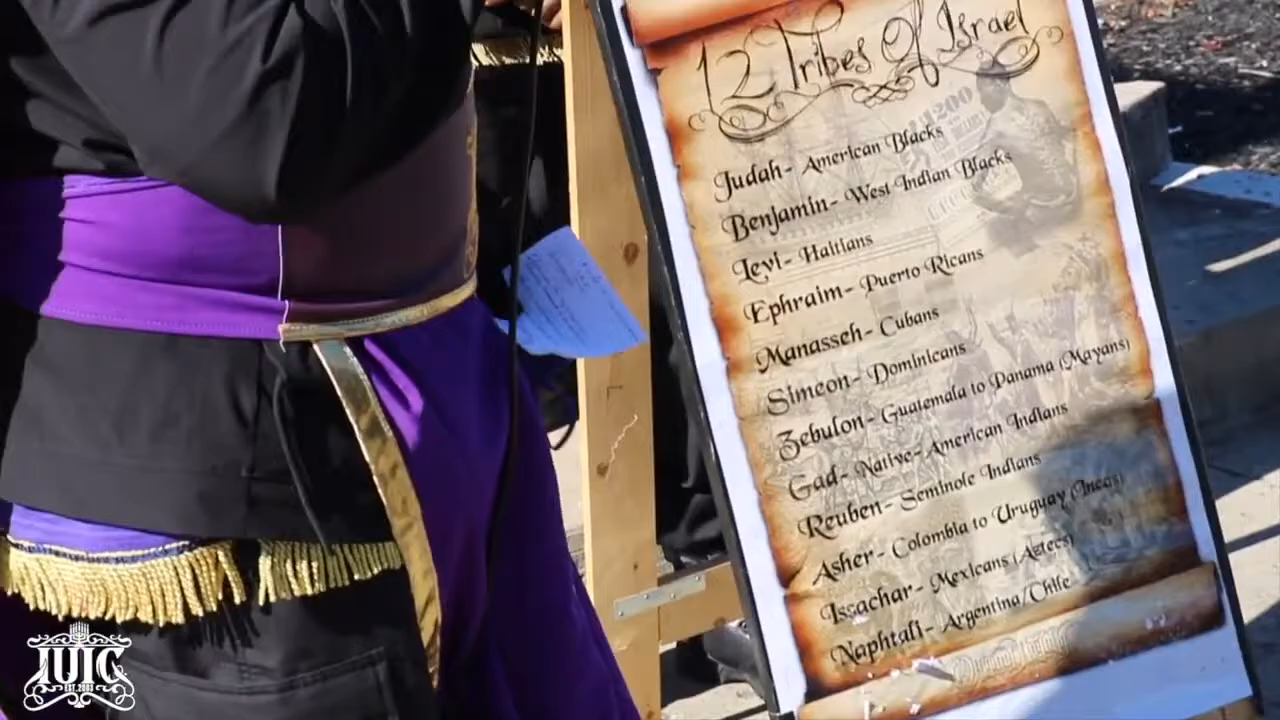 12 Tribes Of Israel
Judah- American Blacks
Benjamin- West Indian Blacks
Levi- Haitians
Ephraim- Puerto Ricans
Manasseh- Cubans
Simeon- Dominicans
Zebulon- Guatemala to Panama (Mayans)
Gad- Native-American Indians
Reuben- Seminole Indians
Asher- Colombia to Uruguay (Incas)
Issachar- Mexicans (Aztecs)
Naphtali- Argentina/Chile
IUIC
EST. 2003